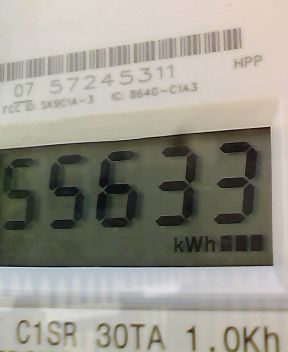 07 57245311 HPP
FCC ID: SK9C1A-3 IC: 864G-C1A3
55633
kWh
C1SR 30TA 1.0Kh